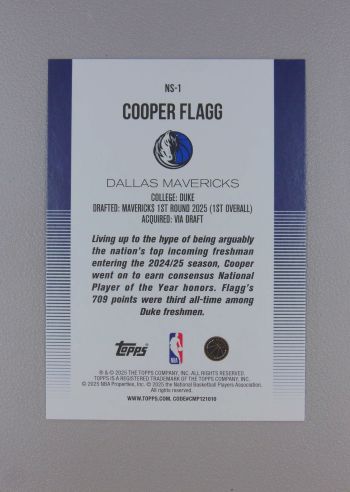 NS-1
COOPER FLAGG
DALLAS MAVERICKS
COLLEGE: DUKE
DRAFTED: MAVERICKS 1ST ROUND 2025 (1ST OVERALL)
ACQUIRED: VIA DRAFT
Living up to the hype of being arguably
the nation's top incoming freshman
entering the 2024/25 season, Cooper
went on to earn consensus National
Player of the Year honors. Flagg's
709 points were third all-time among
Duke freshmen.
Topps
NBA
® & © 2025 THE TOPPS COMPANY, INC. ALL RIGHTS RESERVED.
TOPPS IS A REGISTERED TRADEMARK OF THE TOPPS COMPANY, INC.
© 2025 NBA Properties, Inc. © 2025 the National Basketball Players Association.
All rights reserved.
WWW.TOPPS.COM. CODE#CMP121010